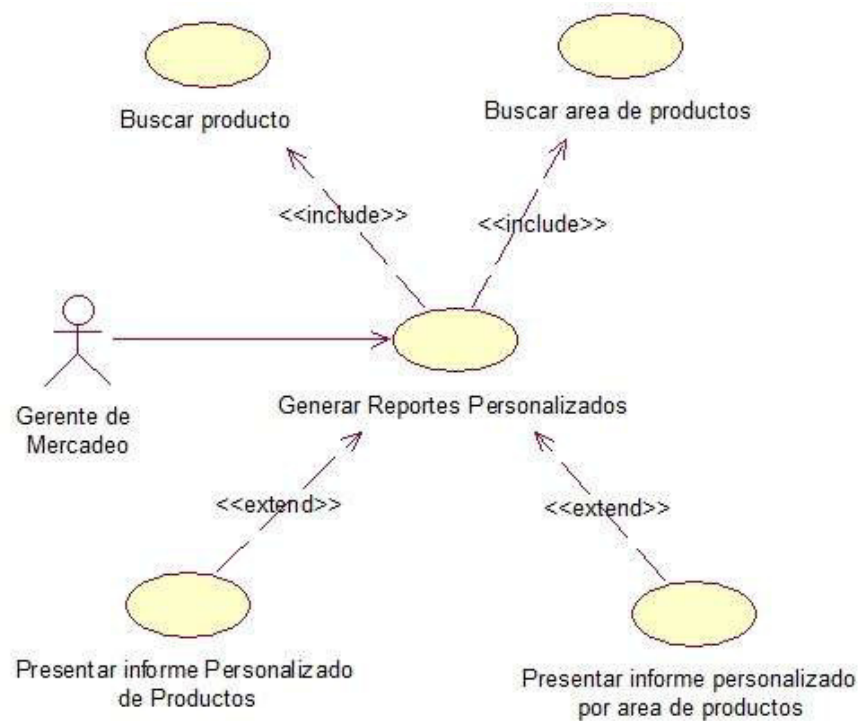 Buscar producto
Buscar area de productos
<<include>>
<<include>>
Generar Reportes Personalizados
Gerente de
Mercadeo
<<extend>>
<<extend>>
Presentar informe Personalizado
de Productos
Presentar informe personalizado
por area de productos